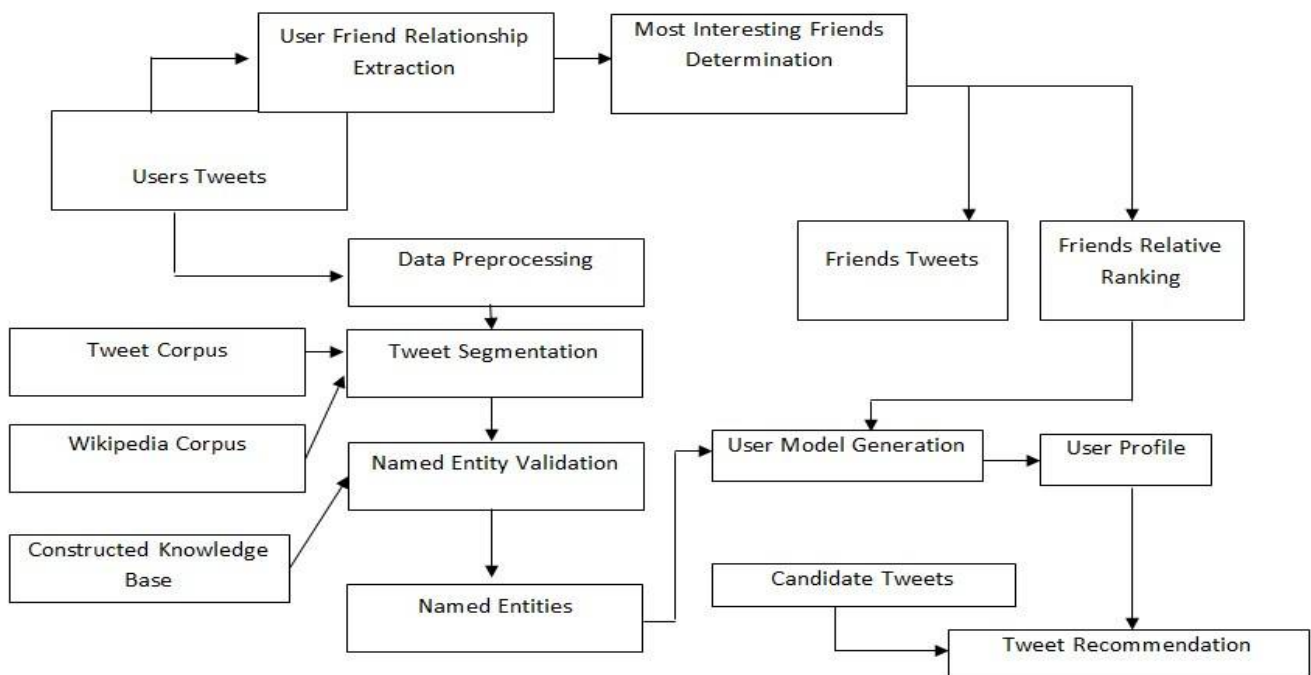 User Friend Relationship
Extraction
Most Interesting Friends
Determination
Users Tweets
Data Preprocessing
Friends Tweets
Friends Relative
Ranking
Tweet Corpus
Tweet Segmentation
Wikipedia Corpus
Named Entity Validation
User Model Generation
User Profile
Constructed Knowledge
Base
Named Entities
Candidate Tweets
Tweet Recommendation